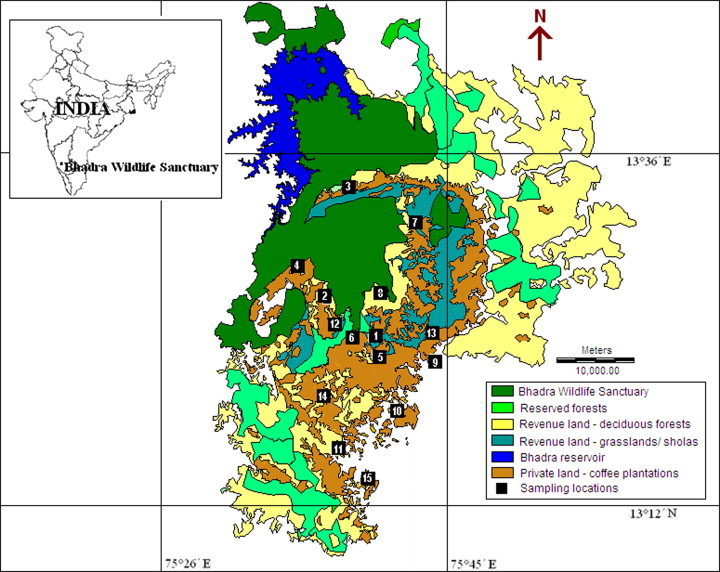 N
INDIA
Bhadra Wildlife Sanctuary
13°36´E
3
7
4
2
8
12
6
1
13
5
9
Meters
10,000.00
14
10
11
15
Bhadra Wildlife Sanctuary
Reserved forests
Revenue land - deciduous forests
Revenue land - grasslands/ sholas
Bhadra reservoir
Private land - coffee plantations
Sampling locations
13°12´N
75°26´E
75°45´E